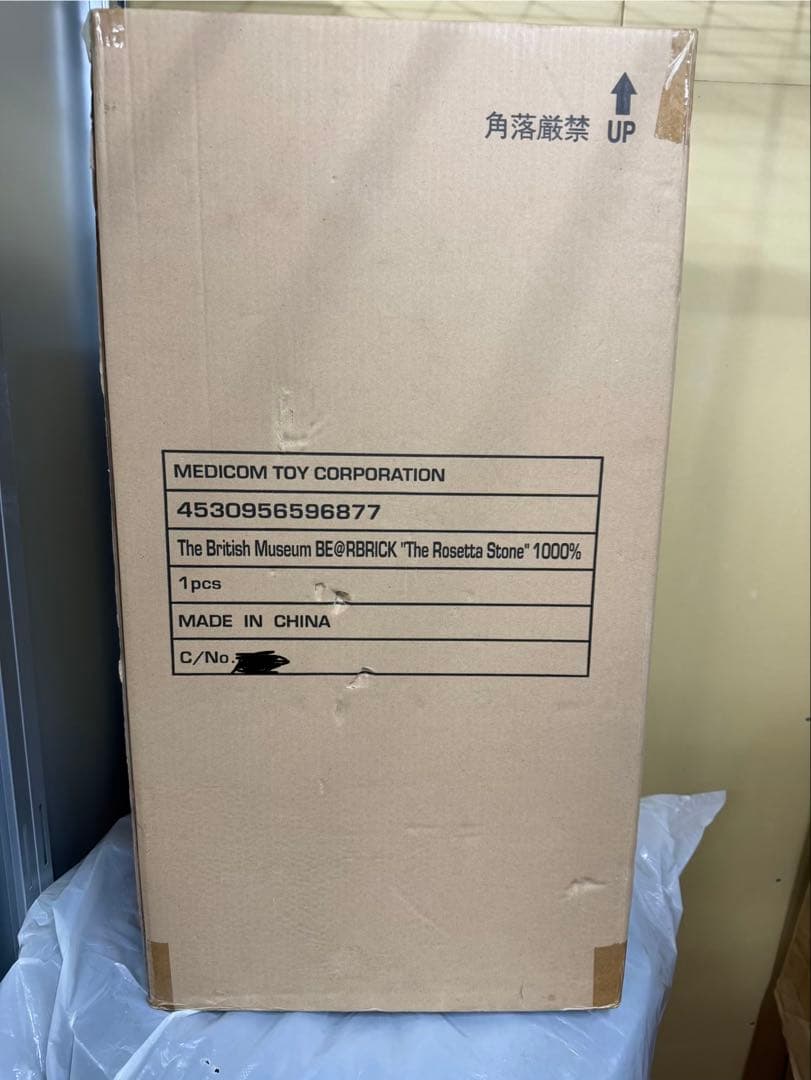 角落厳禁 UP
MEDICOM TOY CORPORATION
4530956596877
The British Museum BE@RBRICK "The Rosetta Stone" 1000%
1pcs
MADE IN CHINA
C/No.